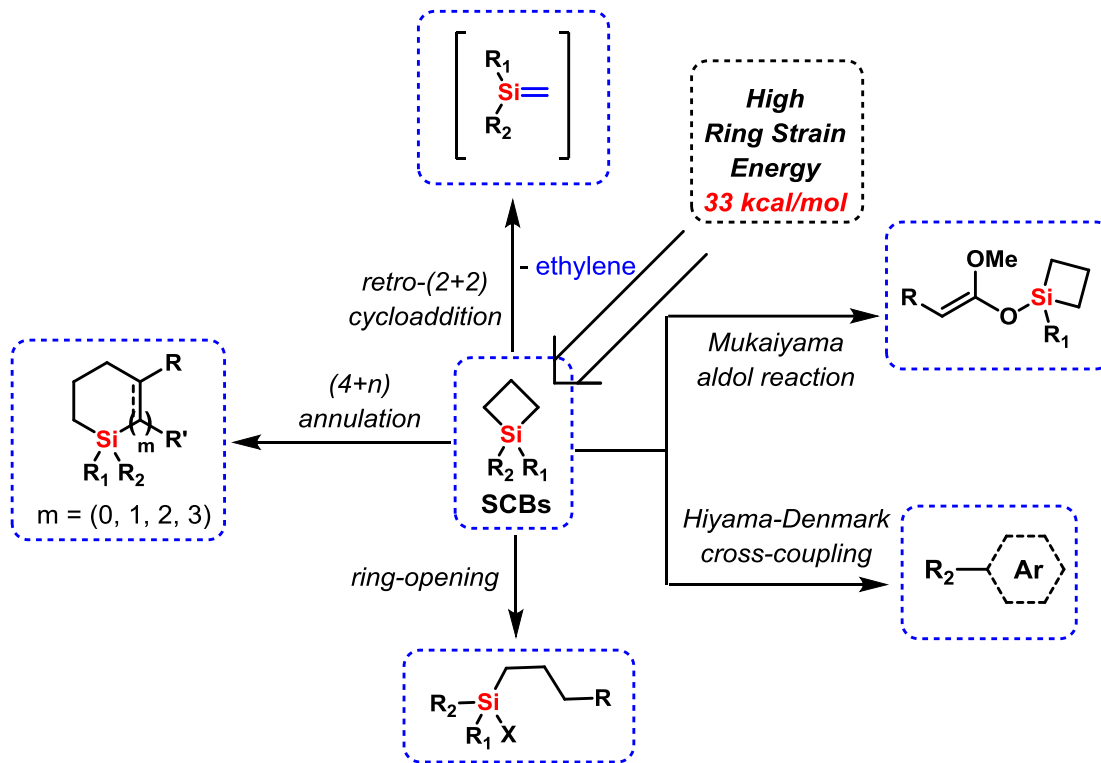 R1
Si
R2
High
Ring Strain
Energy
33 kcal/mol
- ethylene
retro-(2+2)
cycloaddition
OMe
R
O
Si
R1
Mukaiyama
aldol reaction
R
(4+n)
annulation
Si
( )m
R'
R1 R2
m = (0, 1, 2, 3)
Si
R2 R1
SCBs
Hiyama-Denmark
cross-coupling
R2
Ar
ring-opening
R2
Si
R
R1 X